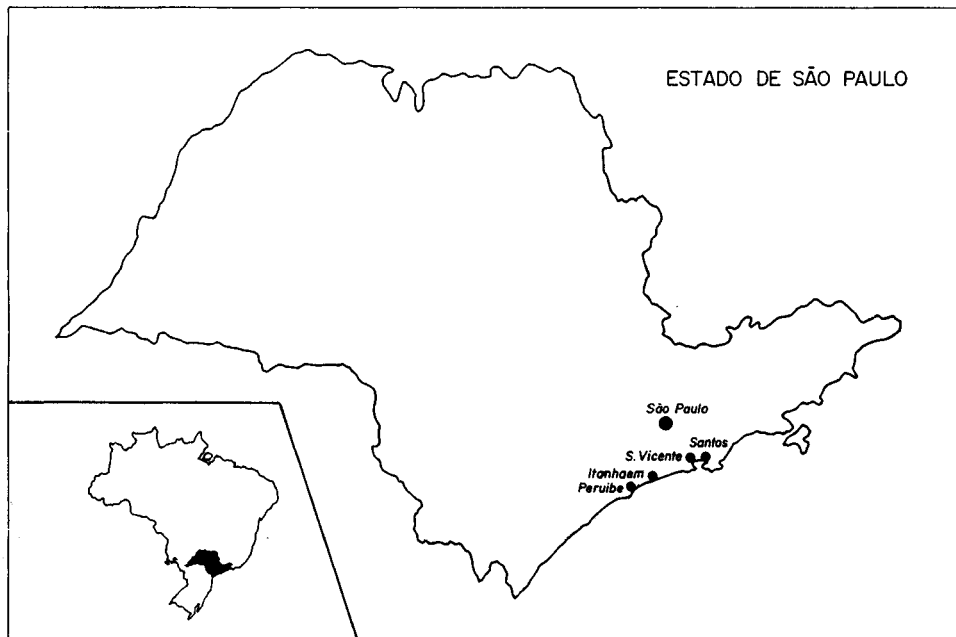 ESTADO DE SÃO PAULO
São Paulo
Santos
S. Vicente
Itanhaem
Peruibe